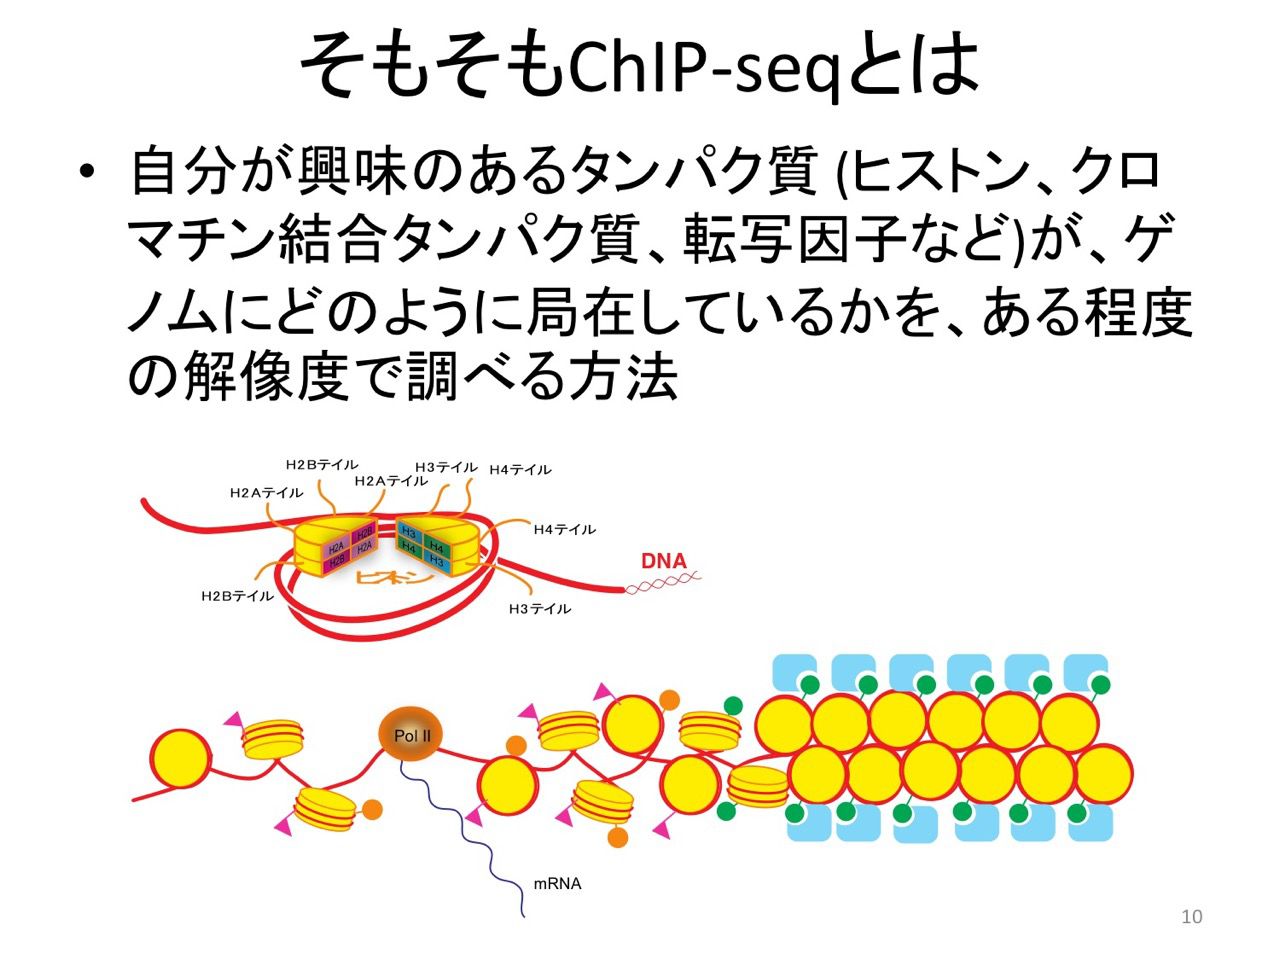 そもそもChIP-seqとは
• 自分が興味のあるタンパク質 (ヒストン、クロ
マチン結合タンパク質、転写因子など)が、ゲ
ノムにどのように局在しているかを、ある程度
の解像度で調べる方法
H2Bテイル
H3テイル
H4テイル
H2Aテイル
H2Aテイル
H4テイル
H2A
H2B
H2B
H2A
H3
H4
H4
H3
ヒストン
DNA
H2Bテイル
H3テイル
Pol II
mRNA
10